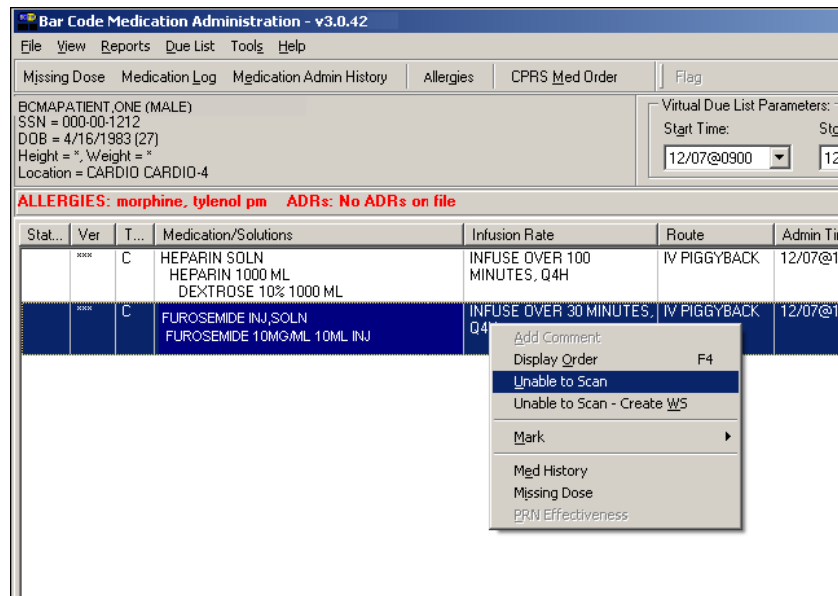 Bar Code Medication Administration - v3.0.42
File View Reports Due List Tools Help
Missing Dose Medication Log Medication Admin History Allergies CPRS Med Order Flag
BCMAPATIENT,ONE (MALE)
SSN = 000-00-1212
DOB = 4/16/1983 (27)
Height = *, Weight = *
Location = CARDIO CARDIO-4
Virtual Due List Parameters:
Start Time:
12/07@0900
12
ALLERGIES: morphine, tylenol pm ADRs: No ADRs on file
Stat... Ver T... Medication/Solutions Infusion Rate Route Admin Ti
*** C HEPARIN SOLN INFUSE OVER 100 IV PIGGYBACK 12/07@1
HEPARIN 1000 ML MINUTES, Q4H
DEXTROSE 10% 1000 ML
*** C FUROSEMIDE INJ,SOLN INFUSE OVER 30 MINUTES, IV PIGGYBACK 12/07@1
FUROSEMIDE 10MG/ML 10ML INJ Q4H
Add Comment
Display Order F4
Unable to Scan
Unable to Scan - Create WS
Mark
Med History
Missing Dose
PRN Effectiveness